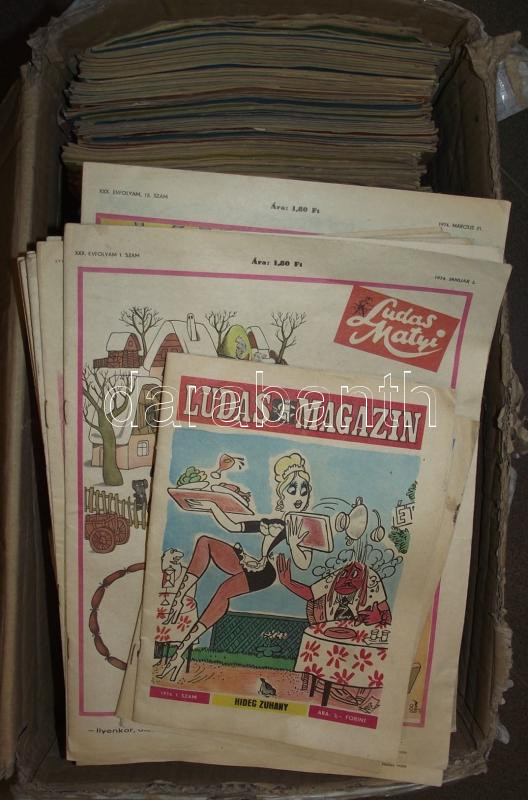 XXX. ÉVFOLYAM, 12. SZÁM
Ára: 1,80 Ft
1974. MÁRCIUS 21.
XXX. ÉVFOLYAM 1. SZÁM
Ára: 1,80 Ft
1974. JANUÁR 3.
Ludas
Matyi
darabanth
LUDAS MAGAZIN
1974. 1. SZÁM
HIDEG ZUHANY
ÁRA: 5,- FORINT
– Ilyenkor,